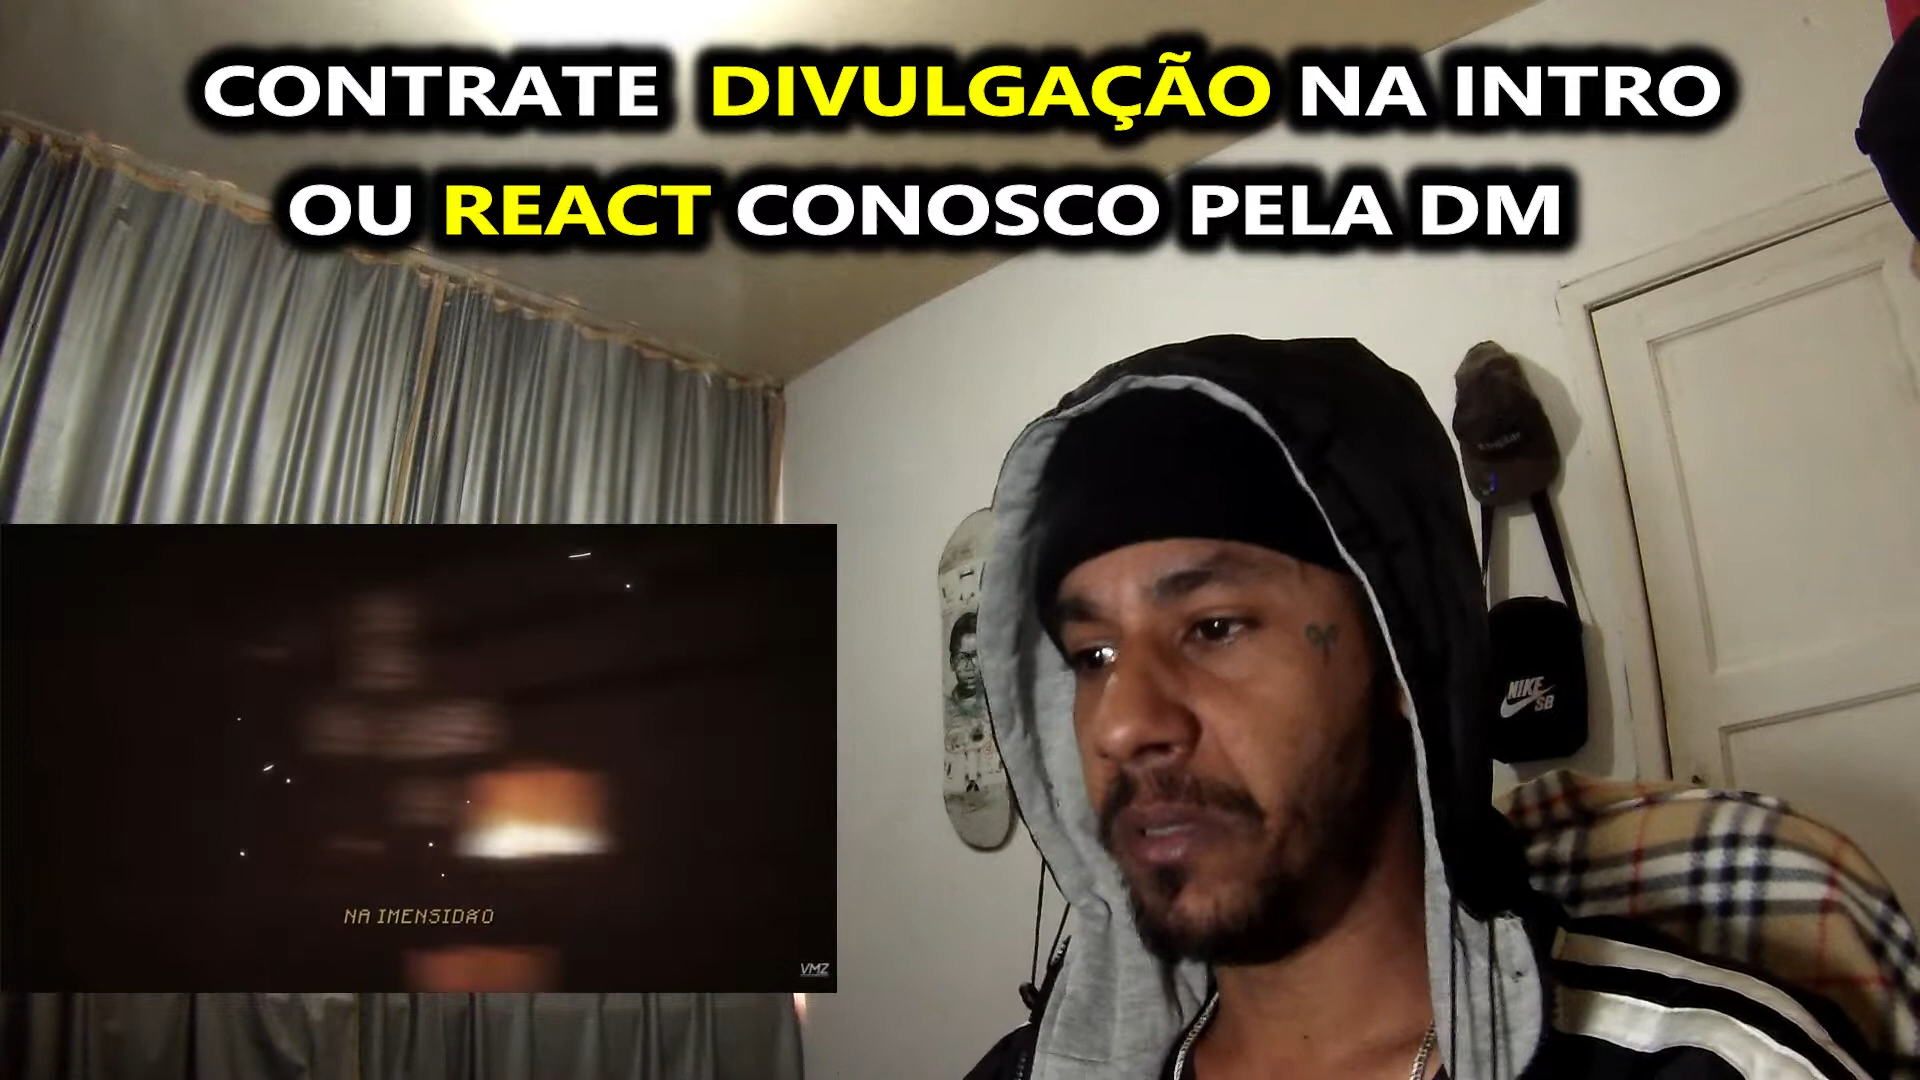 CONTRATE DIVULGAÇÃO NA INTRO
OU REACT CONOSCO PELA DM
NIKE
SB
NA IMENSIDÃO
VMZ